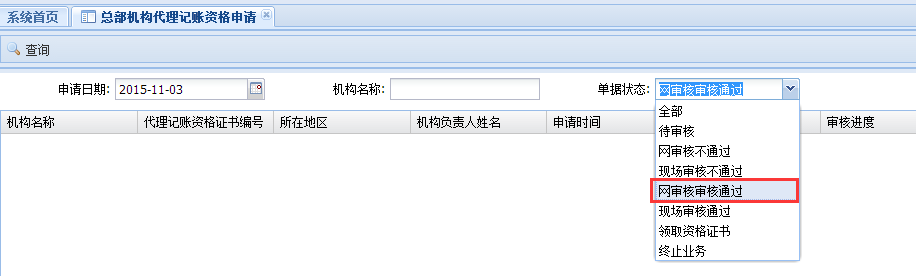 系统首页 总部机构代理记账资格申请
查询
申请日期: 2015-11-03 机构名称: 单据状态: 网审核审核通过
机构名称 代理记账资格证书编号 所在地区 机构负责人姓名 申请时间 审核进度
全部
待审核
网审核不通过
现场审核不通过
网审核审核通过
现场审核通过
领取资格证书
终止业务